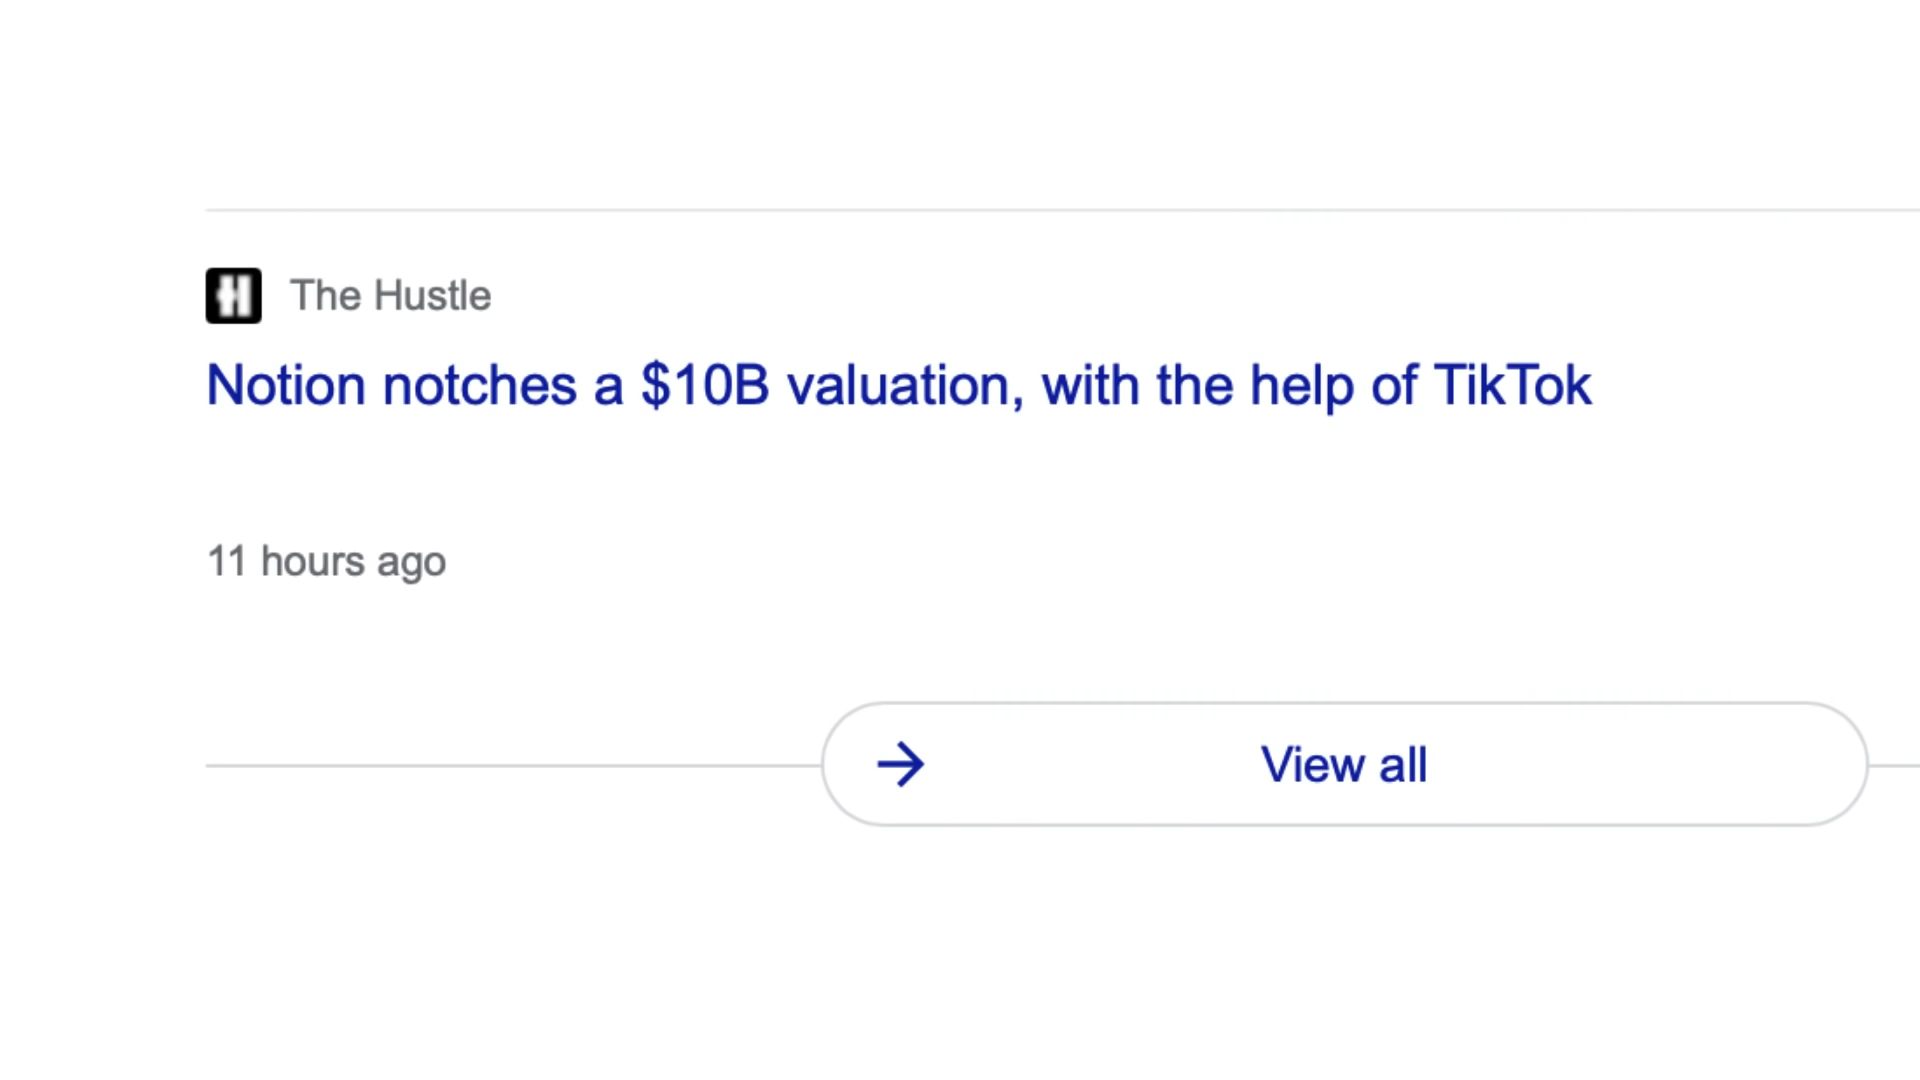 The Hustle
Notion notches a $10B valuation, with the help of TikTok
11 hours ago
View all